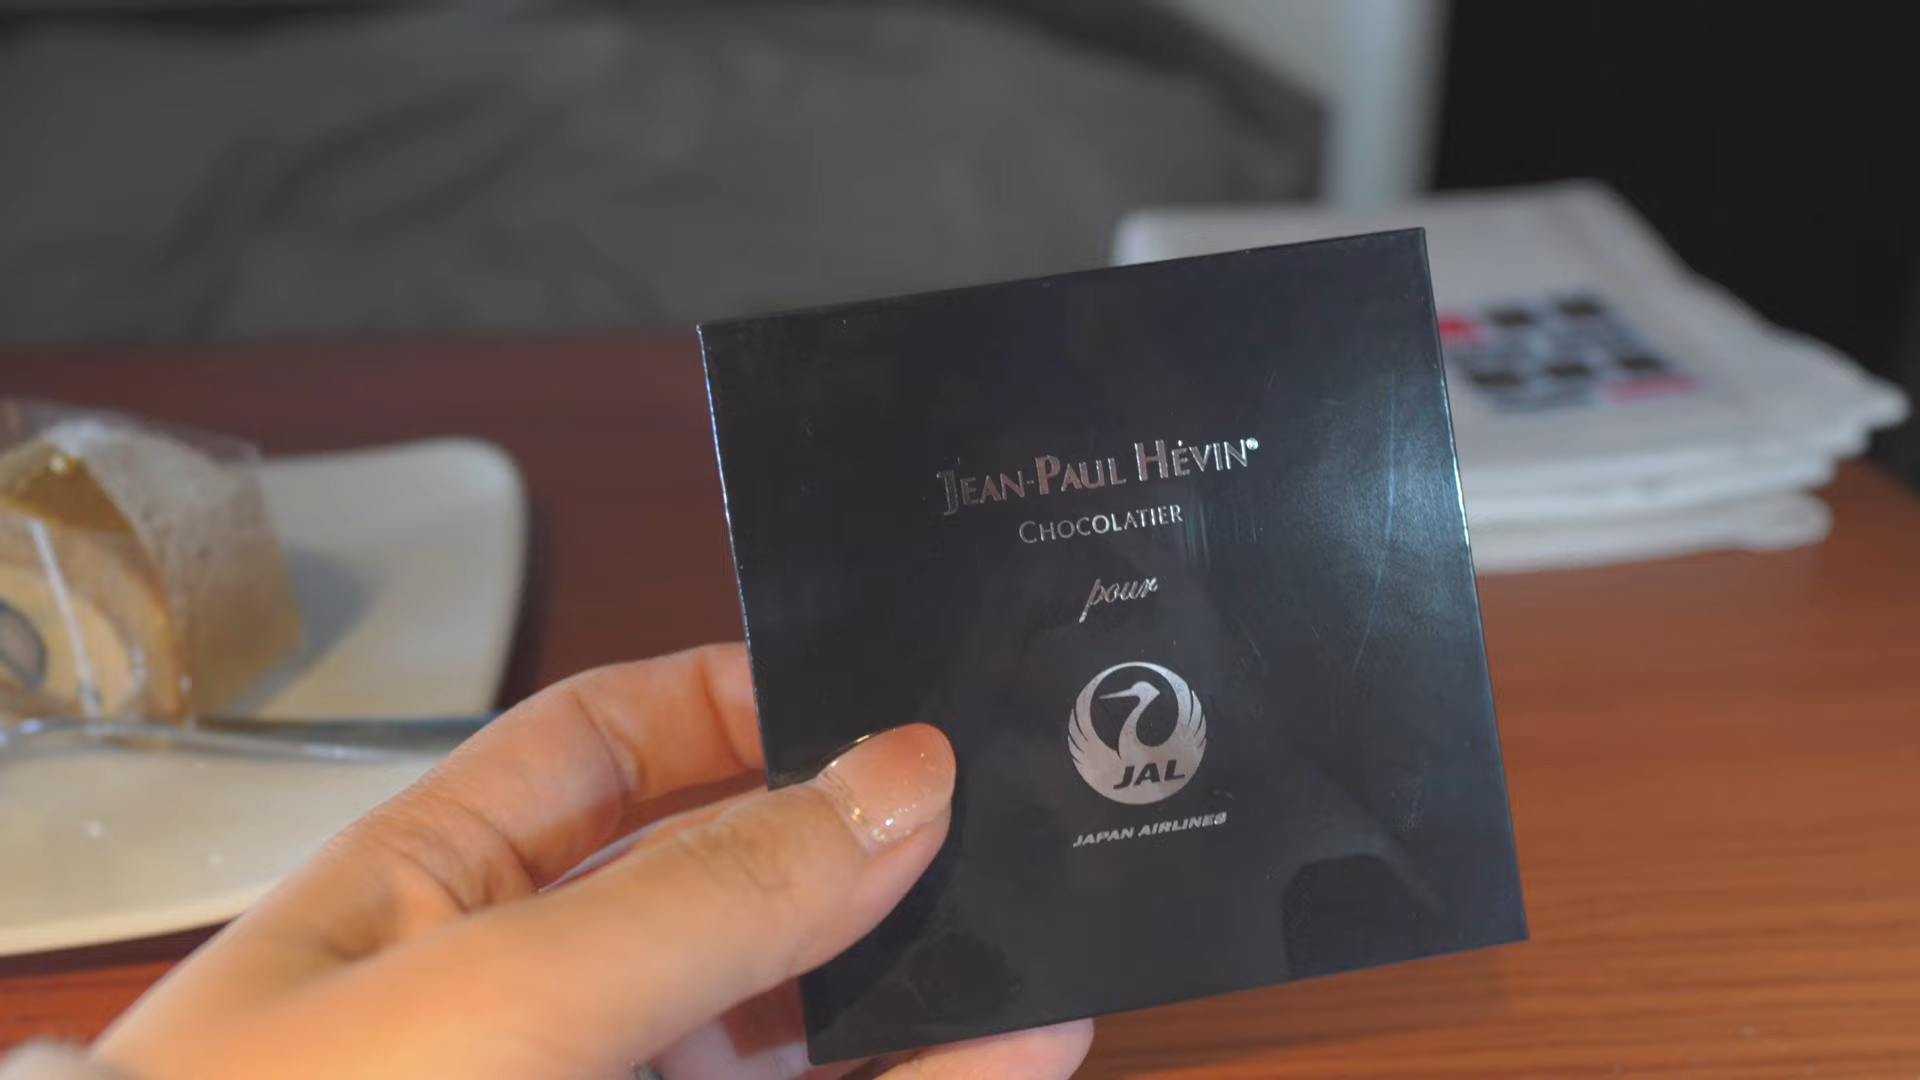 JEAN-PAUL HÉVIN®
CHOCOLATIER
pour
JAL
JAPAN AIRLINES